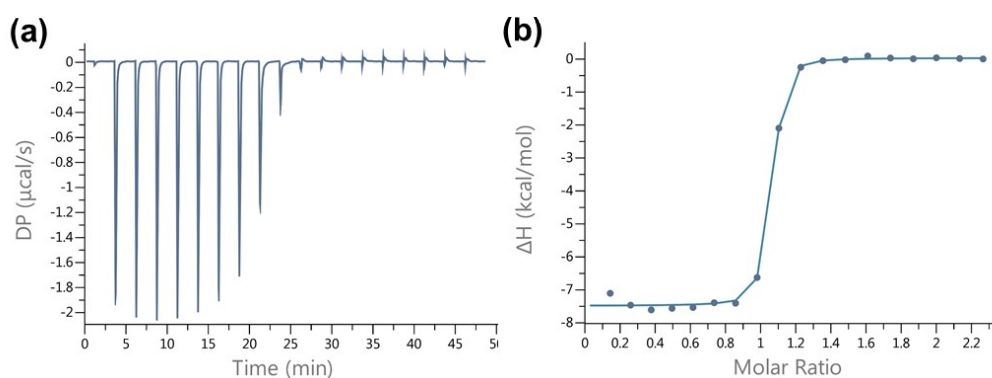 (a)
0
-0.2
-0.4
-0.6
-0.8
-1
-1.2
-1.4
-1.6
-1.8
-2
DP (µcal/s)
0 5 10 15 20 25 30 35 40 45
Time (min)
(b)
0
-1
-2
-3
-4
-5
-6
-7
-8
ΔH (kcal/mol)
0 0.2 0.4 0.6 0.8 1 1.2 1.4 1.6 1.8 2 2.2
Molar Ratio